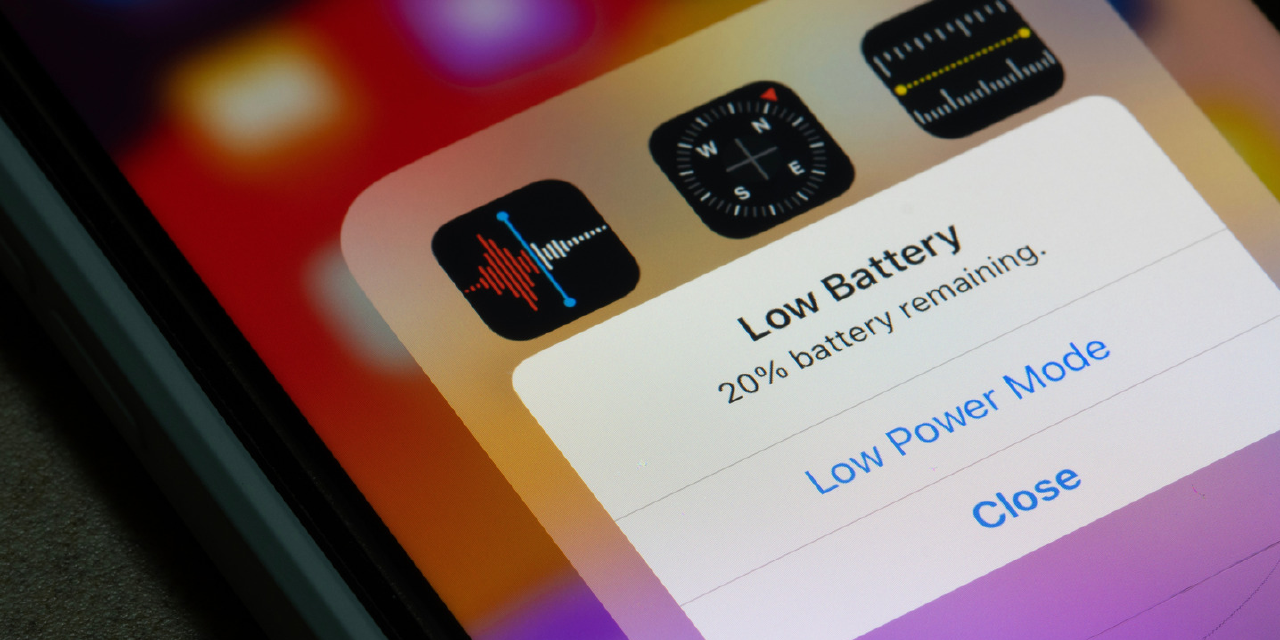 N
W
E
S
Low Battery
20% battery remaining.
Low Power Mode
Close